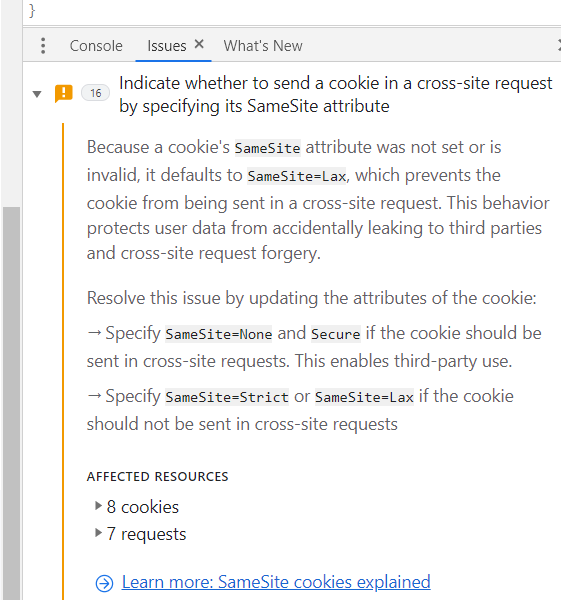 }
Console Issues × What's New
16 Indicate whether to send a cookie in a cross-site request
by specifying its SameSite attribute
Because a cookie's SameSite attribute was not set or is
invalid, it defaults to SameSite=Lax, which prevents the
cookie from being sent in a cross-site request. This behavior
protects user data from accidentally leaking to third parties
and cross-site request forgery.
Resolve this issue by updating the attributes of the cookie:
→ Specify SameSite=None and Secure if the cookie should be
sent in cross-site requests. This enables third-party use.
→ Specify SameSite=Strict or SameSite=Lax if the cookie
should not be sent in cross-site requests
AFFECTED RESOURCES
8 cookies
7 requests
Learn more: SameSite cookies explained